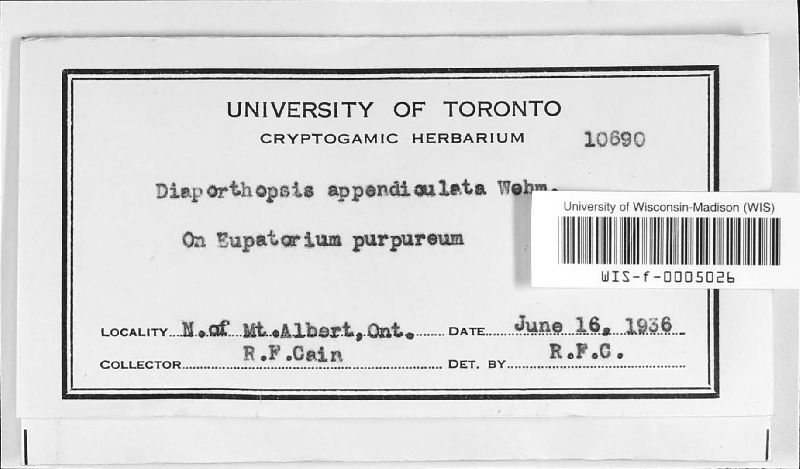 UNIVERSITY OF TORONTO
CRYPTOGAMIC HERBARIUM 10690
Diaporthopsis appendiculata Wehm.
University of Wisconsin-Madison (WIS)
On Eupatorium purpureum
WIS-f-0005026
LOCALITY N. of Mt. Albert, Ont. DATE June 16, 1936
COLLECTOR R.F.Cain DET. BY R.F.C.